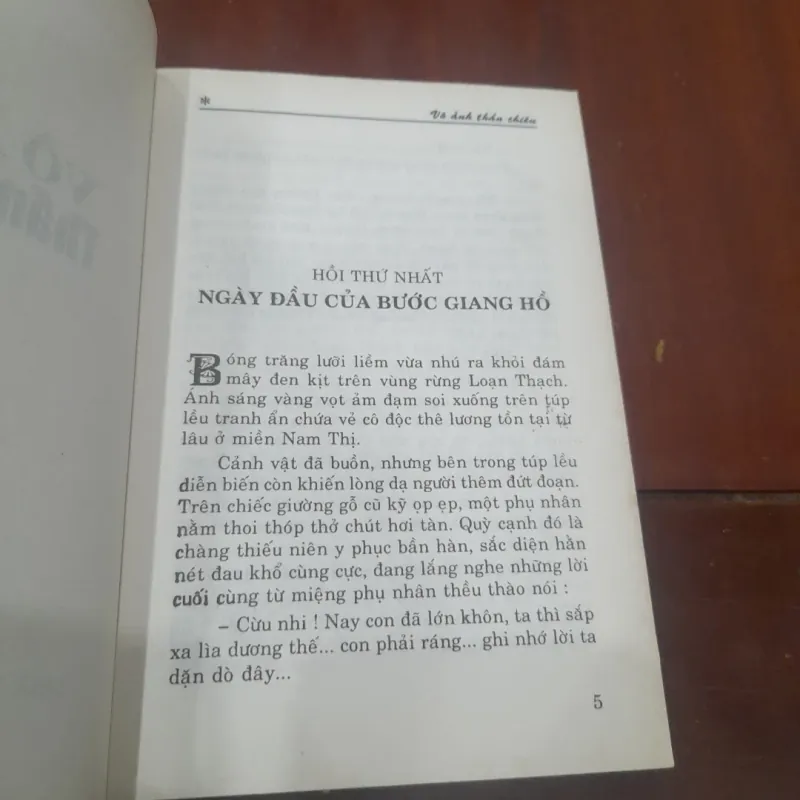 *
Vô ảnh thần chiêu
HỒI THỨ NHẤT
NGÀY ĐẦU CỦA BƯỚC GIANG HỒ
Bóng trăng lưỡi liềm vừa nhú ra khỏi đám
mây đen kịt trên vùng rừng Loạn Thạch.
Ánh sáng vàng vọt ảm đạm soi xuống trên túp
lều tranh ẩn chứa vẻ cô độc thê lương tồn tại từ
lâu ở miền Nam Thị.
Cảnh vật đã buồn, nhưng bên trong túp lều
diễn biến còn khiến lòng dạ người thêm đứt đoạn.
Trên chiếc giường gỗ cũ kỹ ọp ẹp, một phụ nhân
nằm thoi thóp thở chút hơi tàn. Quỳ cạnh đó là
chàng thiếu niên y phục bần hàn, sắc diện hằn
nét đau khổ cùng cực, đang lắng nghe những lời
cuối cùng từ miệng phụ nhân thều thào nói :
– Cừu nhi ! Nay con đã lớn khôn, ta thì sắp
xa lìa dương thế... con phải ráng... ghi nhớ lời ta
dặn dò đây...
5